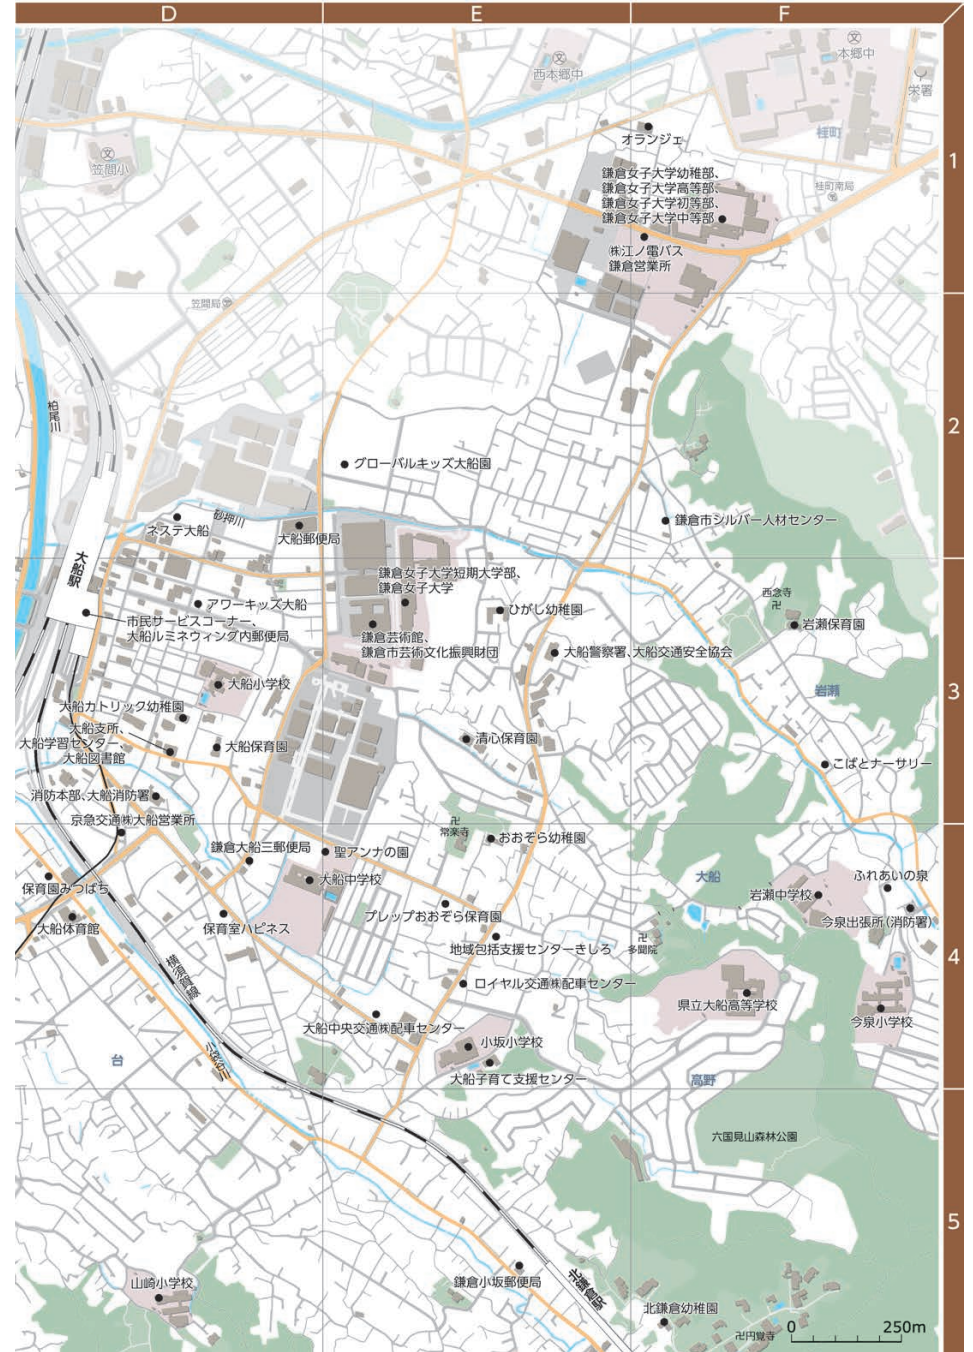 D
E
F
1
2
3
4
5
西本郷中
本郷中
栄署
オランジェ
桂町
笠間小
鎌倉女子大学幼稚部、
鎌倉女子大学高等部、
鎌倉女子大学初等部、
鎌倉女子大学中等部
桂町南局
㈱江ノ電バス
鎌倉営業所
笠間局
柏尾川
グローバルキッズ大船園
砂押川
ネステ大船
大船郵便局
鎌倉市シルバー人材センター
大船駅
鎌倉女子大学短期大学部、
鎌倉女子大学
西念寺
アワーキッズ大船
ひがし幼稚園
市民サービスコーナー、
大船ルミネウィング内郵便局
岩瀬保育園
鎌倉芸術館、
鎌倉市芸術文化振興財団
大船警察署、大船交通安全協会
大船小学校
岩瀬
大船カトリック幼稚園
大船支所、
大船学習センター、
大船図書館
大船保育園
清心保育園
こばとナーサリー
消防本部、大船消防署
京急交通㈱大船営業所
常楽寺
おおぞら幼稚園
鎌倉大船三郵便局
聖アンナの園
保育園みつばち
大船中学校
大船
ふれあいの泉
岩瀬中学校
大船体育館
保育室ハピネス
プレップおおぞら保育園
今泉出張所(消防署)
地域包括支援センターきしろ
多聞院
横須賀線
ロイヤル交通㈱配車センター
県立大船高等学校
大船中央交通㈱配車センター
今泉小学校
小坂小学校
台
小袋谷川
大船子育て支援センター
高野
六国見山森林公園
山崎小学校
鎌倉小坂郵便局
北鎌倉駅
北鎌倉幼稚園
円覚寺
0
250m